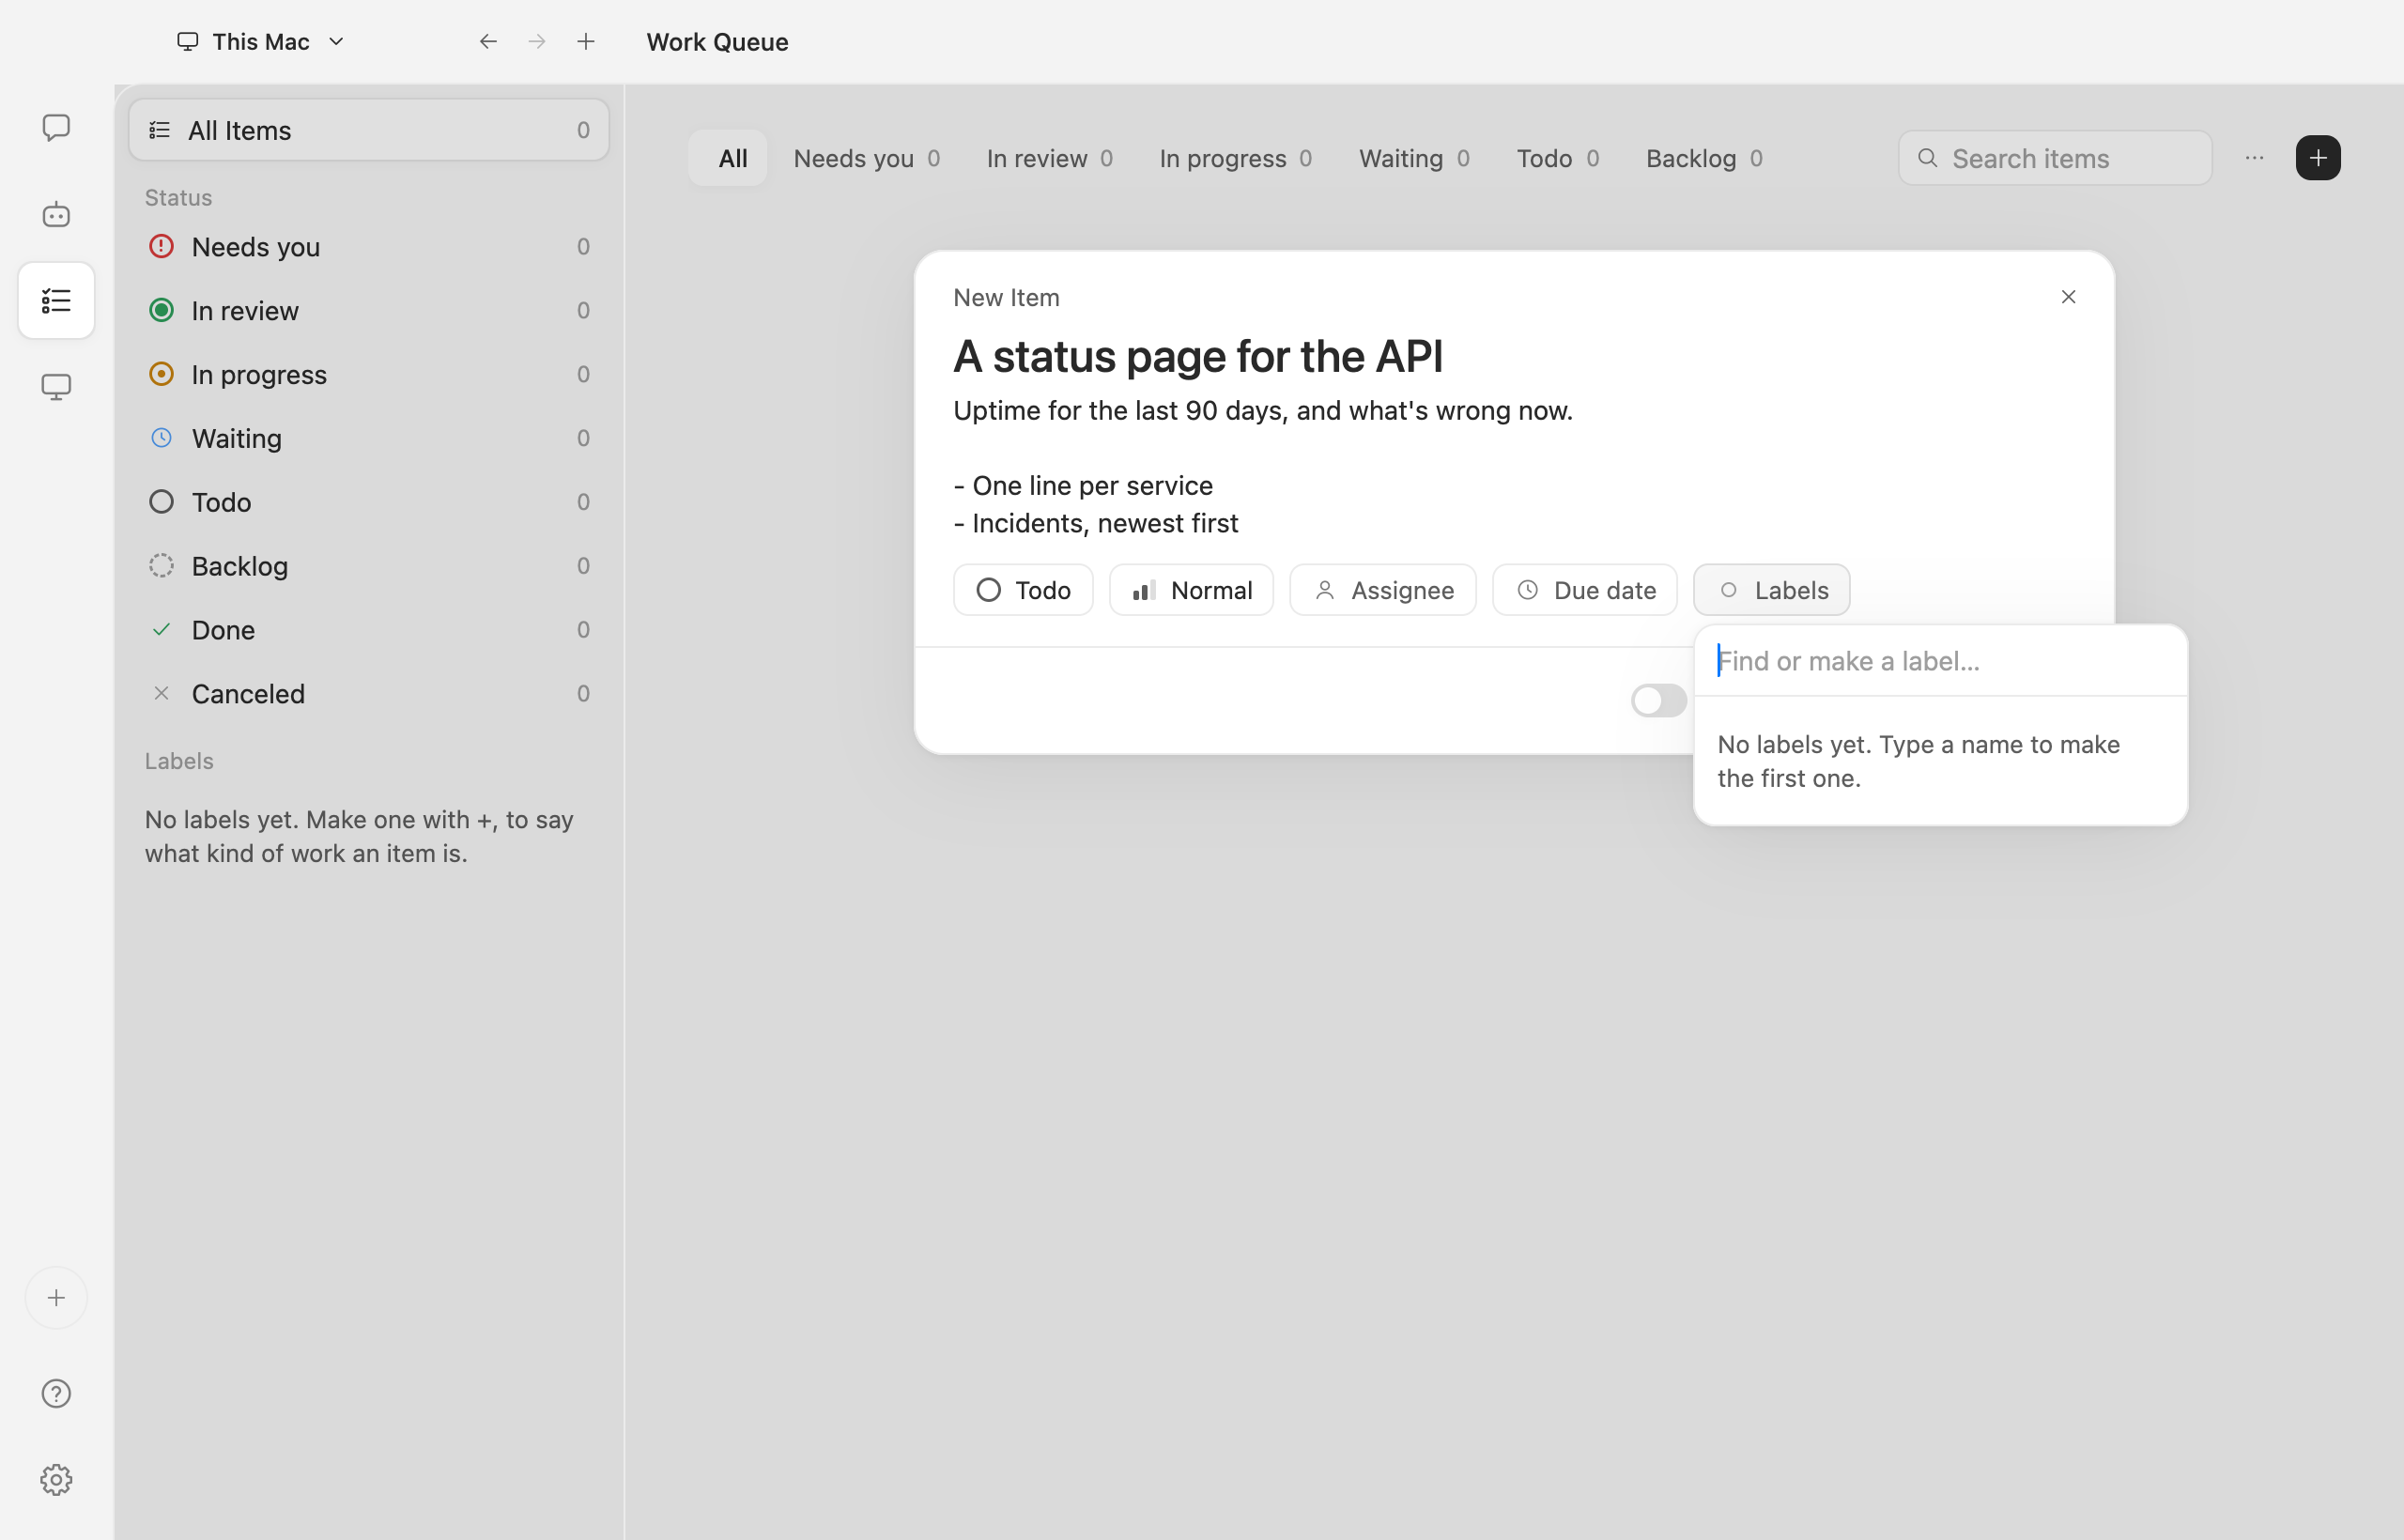 This Mac
Work Queue
All Items 0
Status
Needs you 0
In review 0
In progress 0
Waiting 0
Todo 0
Backlog 0
Done 0
Canceled 0
Labels
No labels yet. Make one with +, to say
what kind of work an item is.
All Needs you 0 In review 0 In progress 0 Waiting 0 Todo 0 Backlog 0 Search items
New Item
A status page for the API
Uptime for the last 90 days, and what's wrong now.
- One line per service
- Incidents, newest first
Todo Normal Assignee Due date Labels
Find or make a label...
No labels yet. Type a name to make
the first one.